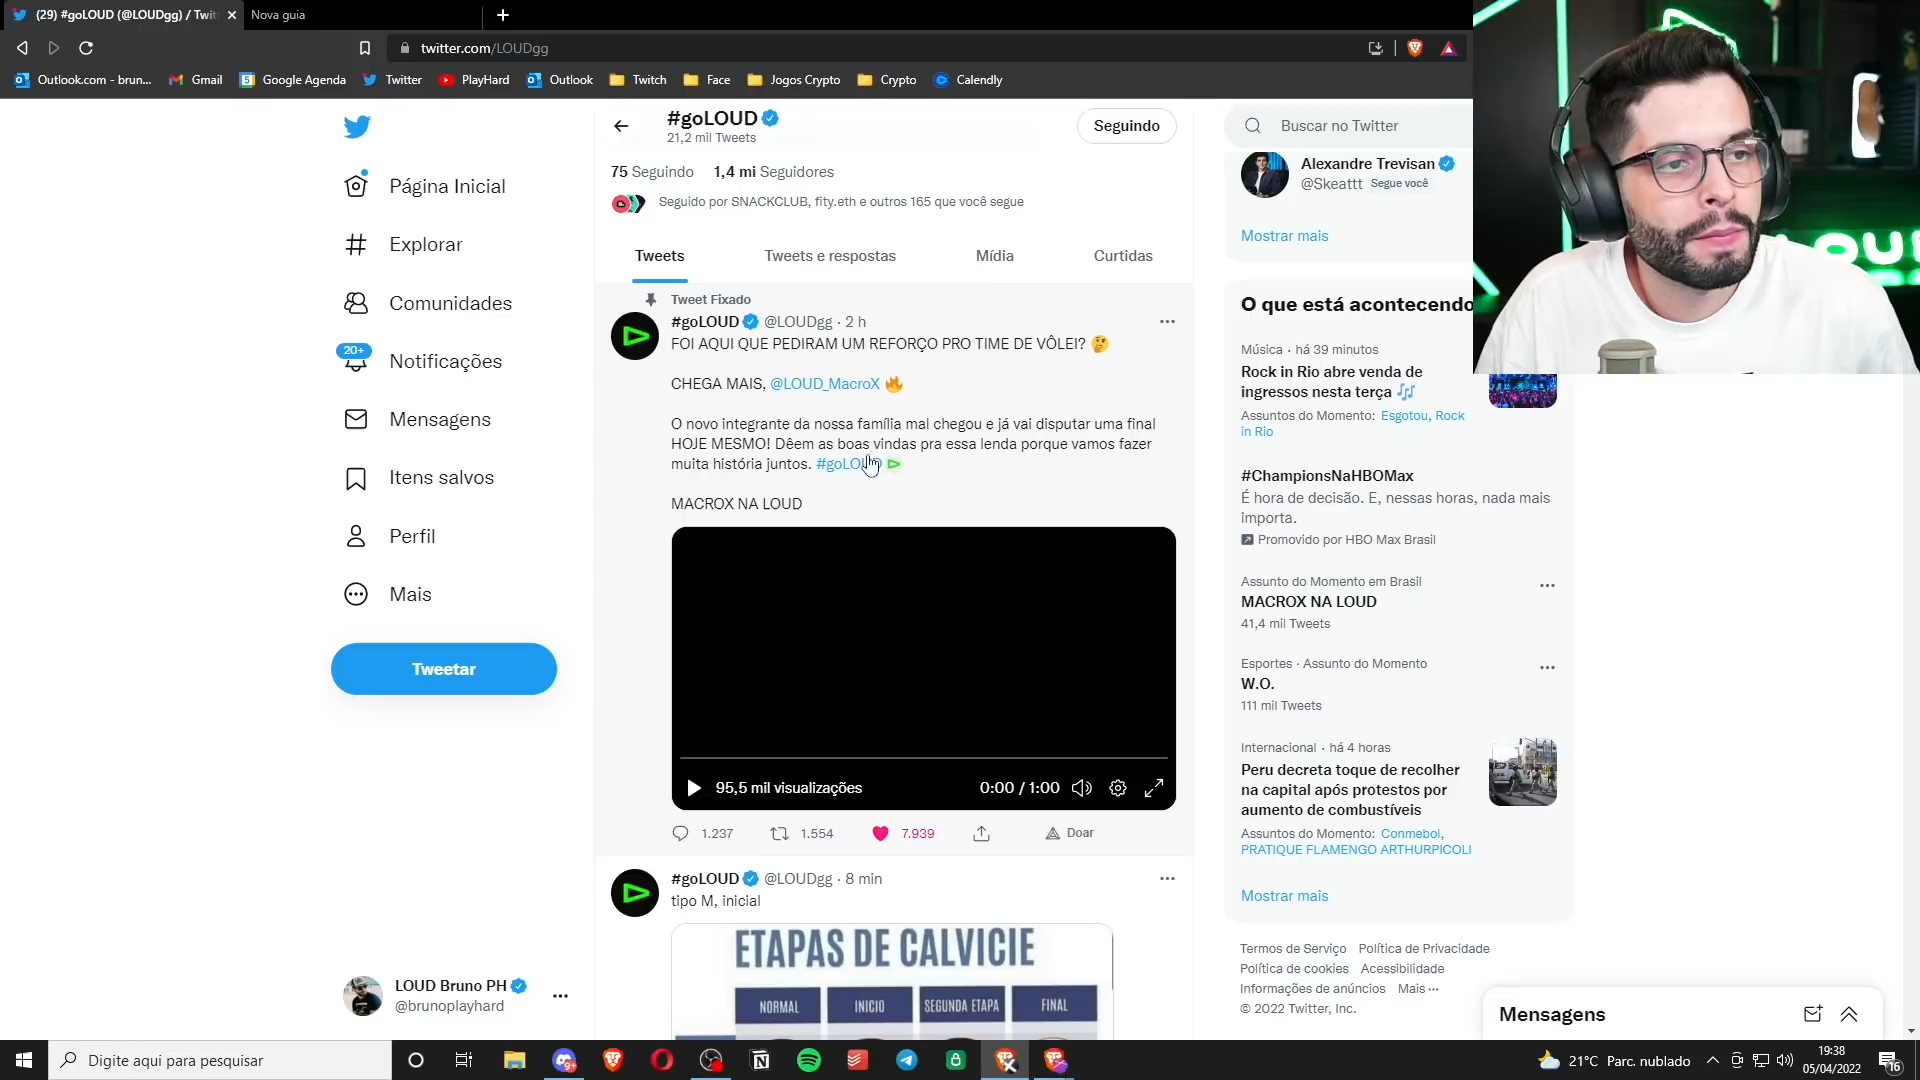 (29) #goLOUD (@LOUDgg) / Twit
Nova guia
twitter.com/LOUDgg
Outlook.com - brun...
Gmail
Google Agenda
Twitter
PlayHard
Outlook
Twitch
Face
Jogos Crypto
Crypto
Calendly
#goLOUD
21,2 mil Tweets
Seguindo
Buscar no Twitter
75 Seguindo 1,4 mi Seguidores
Seguido por SNACKCLUB, fity.eth e outros 165 que você segue
Tweets
Tweets e respostas
Mídia
Curtidas
Página Inicial
Explorar
Comunidades
20+
Notificações
Mensagens
Itens salvos
Perfil
Mais
Tweetar
LOUD Bruno PH
@brunoplayhard
Tweet Fixado
#goLOUD @LOUDgg · 2 h
FOI AQUI QUE PEDIRAM UM REFORÇO PRO TIME DE VÔLEI? 🤔
CHEGA MAIS, @LOUD_MacroX 🔥
O novo integrante da nossa família mal chegou e já vai disputar uma final
HOJE MESMO! Dêem as boas vindas pra essa lenda porque vamos fazer
muita história juntos. #goLOUD
MACROX NA LOUD
95,5 mil visualizações
0:00 / 1:00
1.237
1.554
7.939
Doar
#goLOUD @LOUDgg · 8 min
tipo M, inicial
ETAPAS DE CALVICIE
NORMAL
INICIO
SEGUNDA ETAPA
FINAL
Alexandre Trevisan
@Skeattt Segue você
Mostrar mais
O que está acontecendo
Música · há 39 minutos
Rock in Rio abre venda de
ingressos nesta terça 🎶
Assuntos do Momento: Esgotou, Rock
in Rio
#ChampionsNaHBOMax
É hora de decisão. E, nessas horas, nada mais
importa.
Promovido por HBO Max Brasil
Assunto do Momento em Brasil
MACROX NA LOUD
41,4 mil Tweets
Esportes · Assunto do Momento
W.O.
111 mil Tweets
Internacional · há 4 horas
Peru decreta toque de recolher
na capital após protestos por
aumento de combustíveis
Assuntos do Momento: Conmebol,
PRATIQUE FLAMENGO ARTHURPICOLI
Mostrar mais
Termos de Serviço Política de Privacidade
Política de cookies Acessibilidade
Informações de anúncios Mais ···
© 2022 Twitter, Inc.
Mensagens
Digite aqui para pesquisar
21°C Parc. nublado
19:38
05/04/2022
16